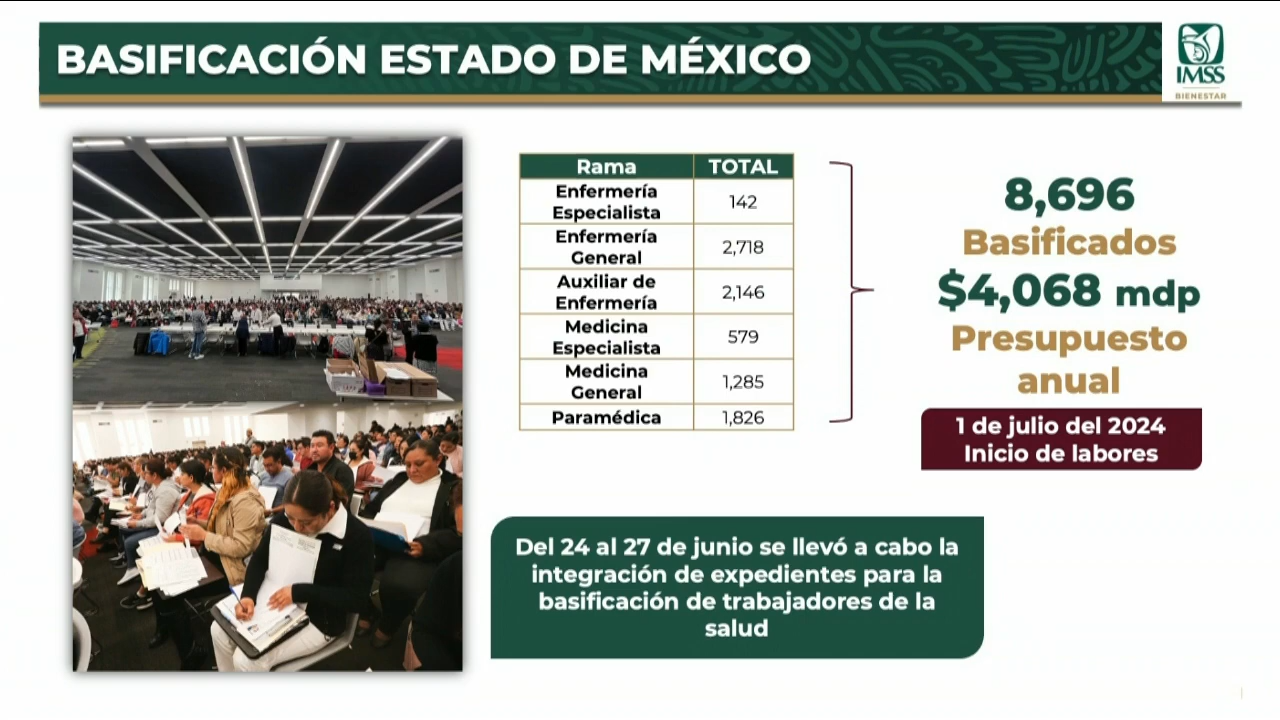 BASIFICACIÓN ESTADO DE MÉXICO
IMSS
BIENESTAR
Rama TOTAL
Enfermería
Especialista 142
Enfermería
General 2,718
Auxiliar de
Enfermería 2,146
Medicina
Especialista 579
Medicina
General 1,285
Paramédica 1,826
8,696
Basificados
$4,068 mdp
Presupuesto
anual
1 de julio del 2024
Inicio de labores
Del 24 al 27 de junio se llevó a cabo la
integración de expedientes para la
basificación de trabajadores de la
salud